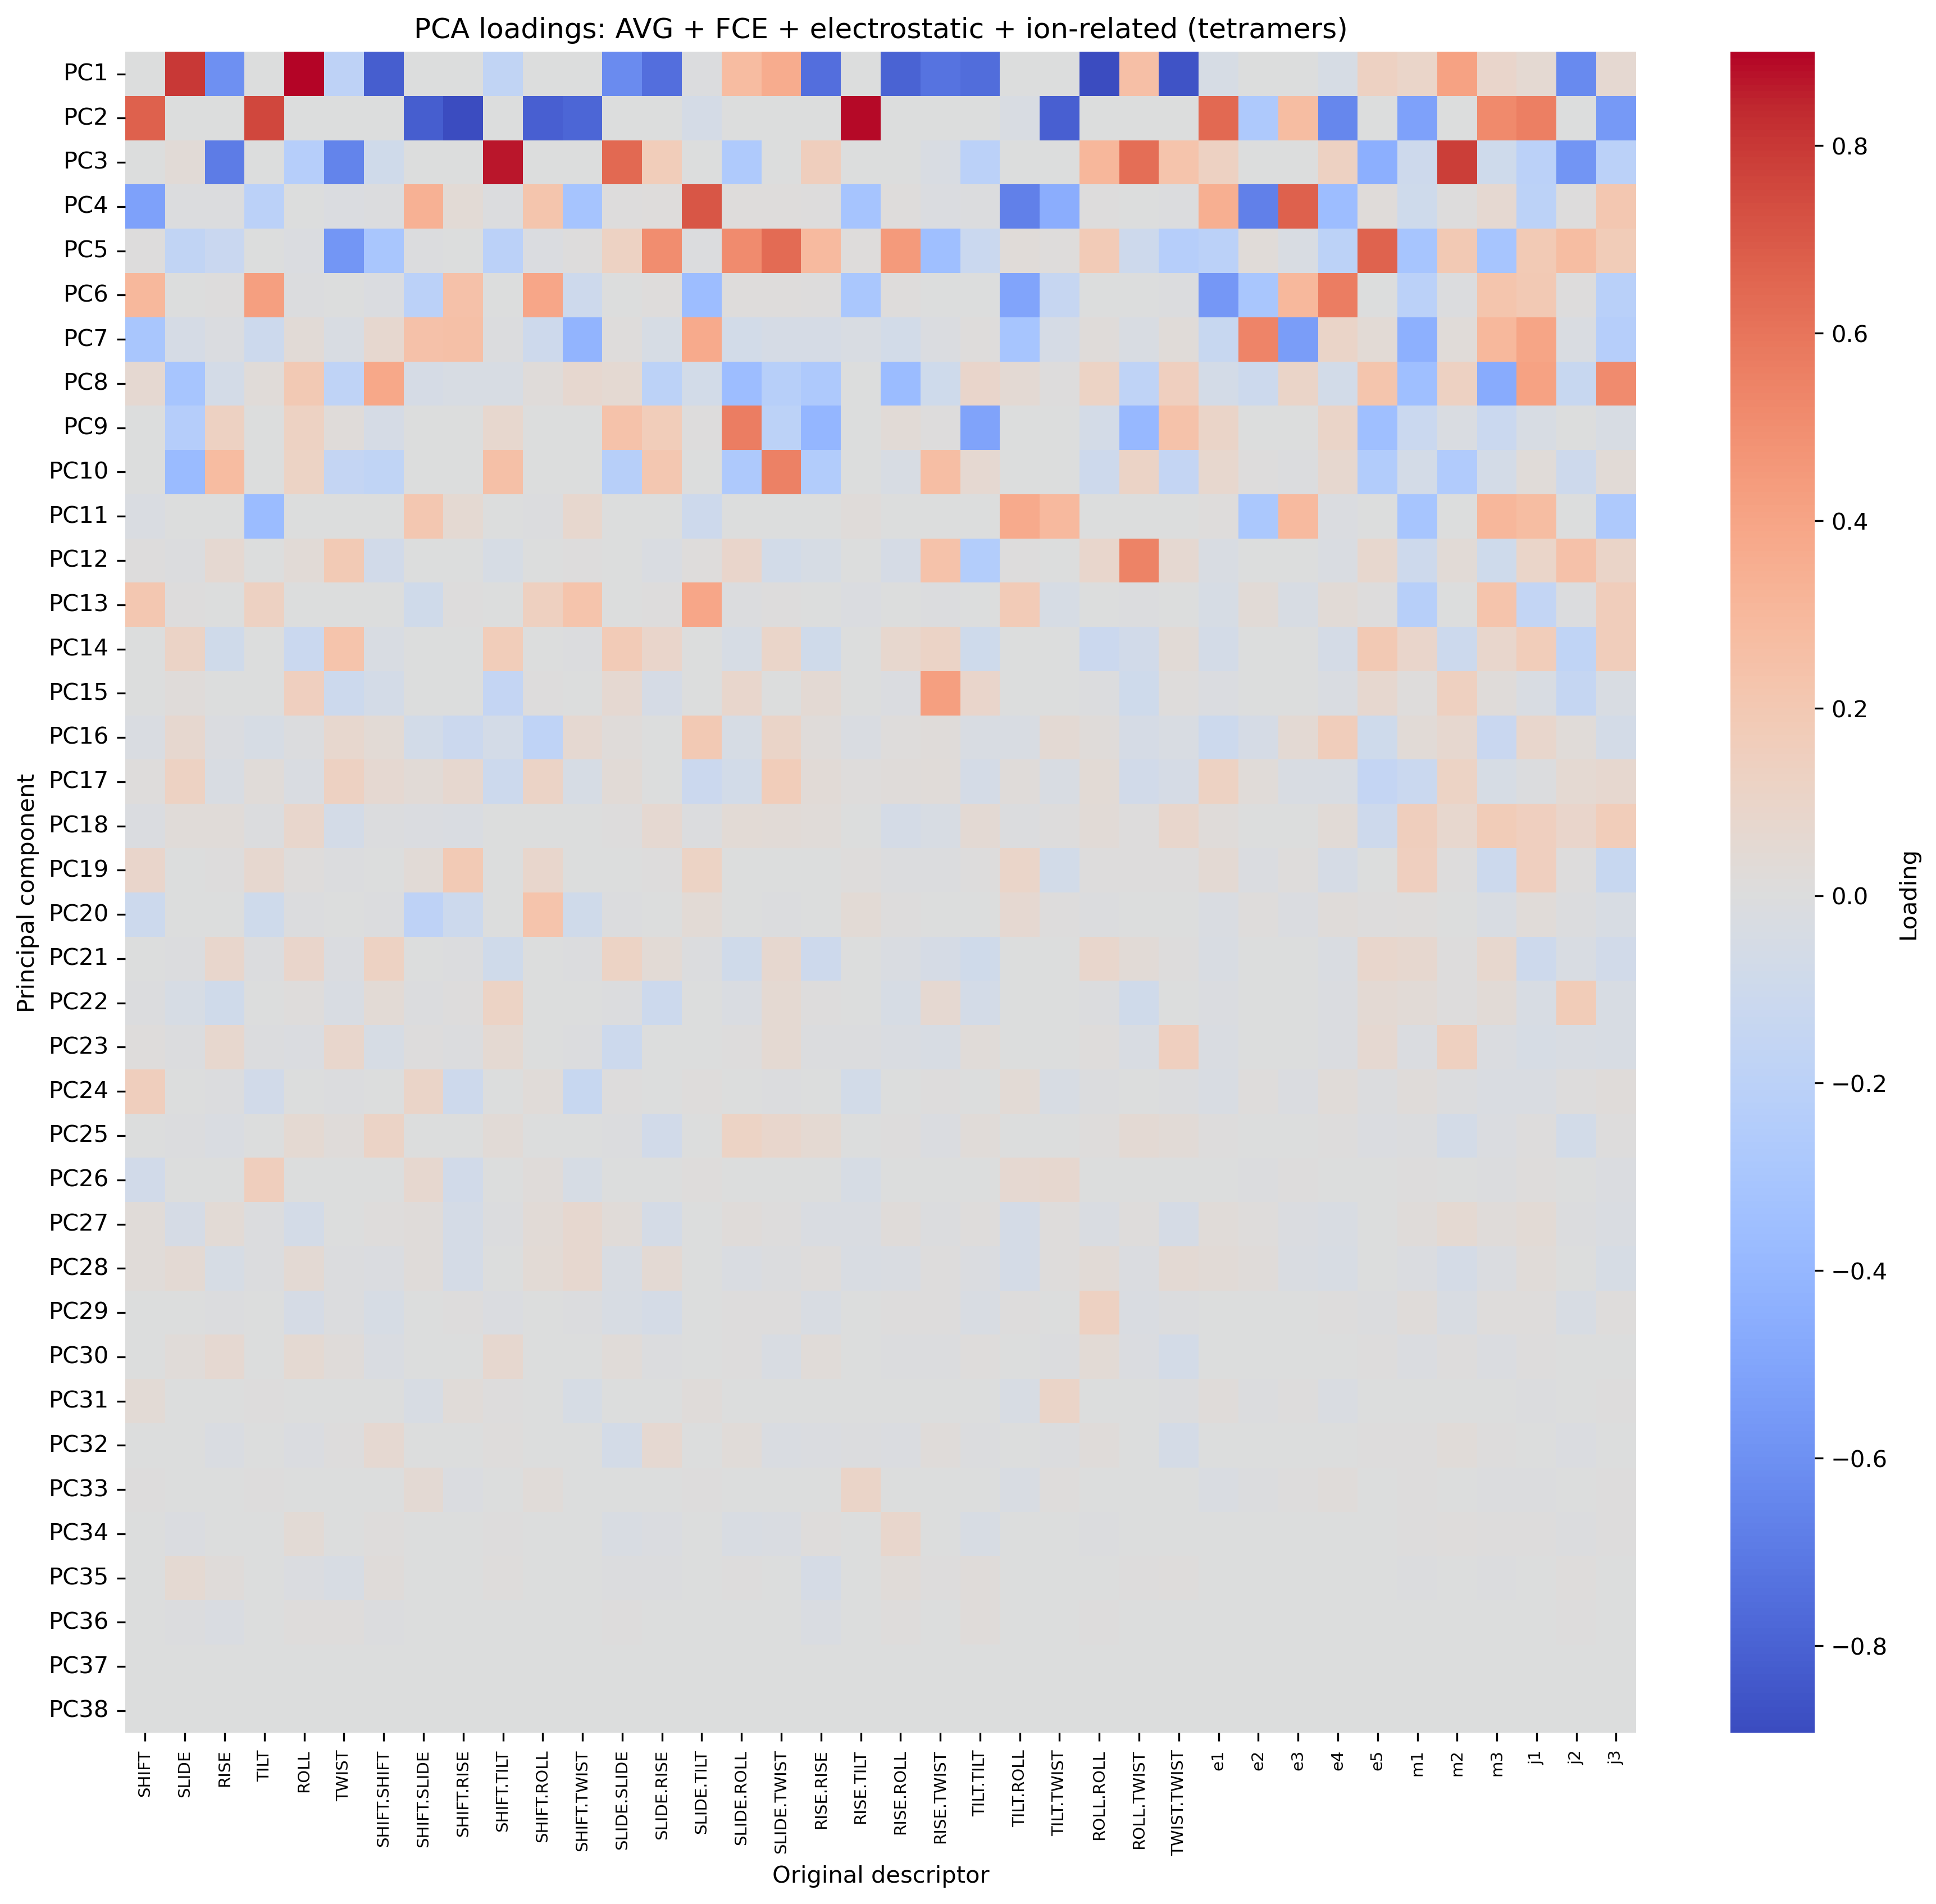 PCA loadings: AVG + FCE + electrostatic + ion-related (tetramers)
Principal component
PC1
PC2
PC3
PC4
PC5
PC6
PC7
PC8
PC9
PC10
PC11
PC12
PC13
PC14
PC15
PC16
PC17
PC18
PC19
PC20
PC21
PC22
PC23
PC24
PC25
PC26
PC27
PC28
PC29
PC30
PC31
PC32
PC33
PC34
PC35
PC36
PC37
PC38
SHIFT
SLIDE
RISE
TILT
ROLL
TWIST
SHIFT.SHIFT
SHIFT.SLIDE
SHIFT.RISE
SHIFT.TILT
SHIFT.ROLL
SHIFT.TWIST
SLIDE.SLIDE
SLIDE.RISE
SLIDE.TILT
SLIDE.ROLL
SLIDE.TWIST
RISE.RISE
RISE.TILT
RISE.ROLL
RISE.TWIST
TILT.TILT
TILT.ROLL
TILT.TWIST
ROLL.ROLL
ROLL.TWIST
TWIST.TWIST
e1
e2
e3
e4
e5
m1
m2
m3
j1
j2
j3
Original descriptor
0.8
0.6
0.4
0.2
0.0
−0.2
−0.4
−0.6
−0.8
Loading